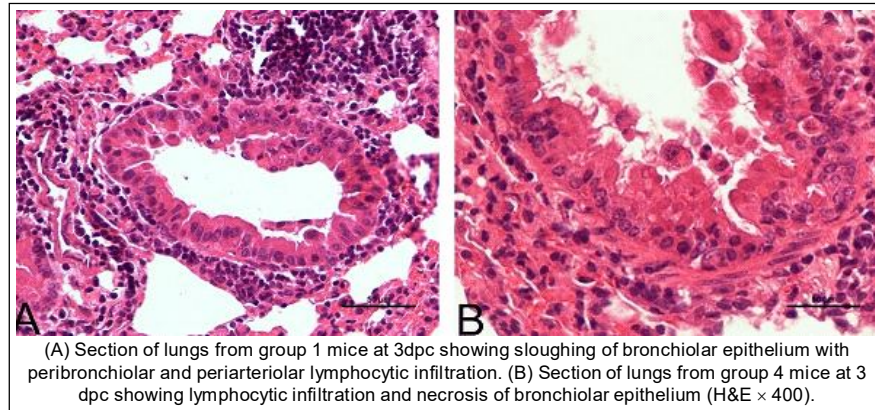 A
B
(A) Section of lungs from group 1 mice at 3dpc showing sloughing of bronchiolar epithelium with
peribronchiolar and periarteriolar lymphocytic infiltration. (B) Section of lungs from group 4 mice at 3
dpc showing lymphocytic infiltration and necrosis of bronchiolar epithelium (H&E × 400).